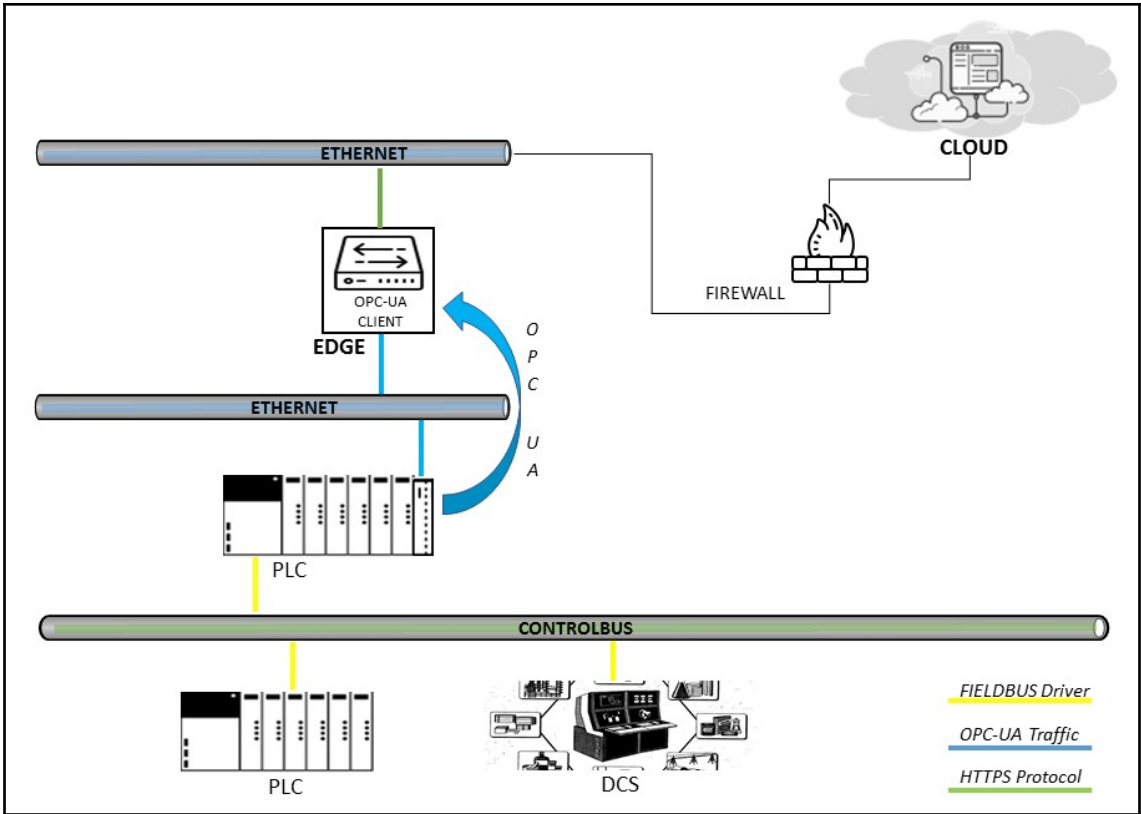 CLOUD
ETHERNET
FIREWALL
OPC-UA
CLIENT
EDGE
O
P
C
U
A
ETHERNET
PLC
CONTROLBUS
PLC
DCS
FIELDBUS Driver
OPC-UA Traffic
HTTPS Protocol